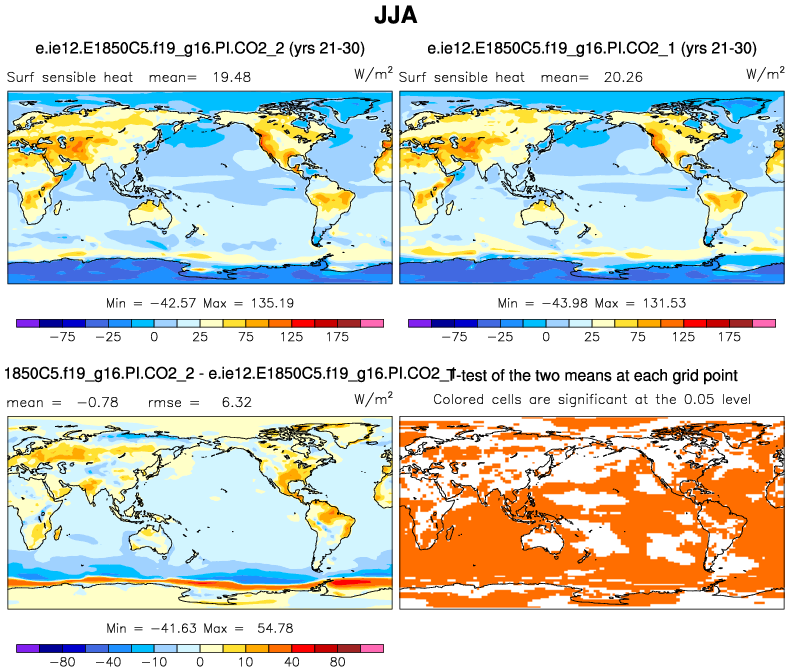 JJA
e.ie12.E1850C5.f19_g16.PI.CO2_2 (yrs 21-30)
e.ie12.E1850C5.f19_g16.PI.CO2_1 (yrs 21-30)
Surf sensible heat mean= 19.48 W/m²
Surf sensible heat mean= 20.26 W/m²
Min = −42.57 Max = 135.19
Min = −43.98 Max = 131.53
−75 −25 0 25 75 125 175
−75 −25 0 25 75 125 175
1850C5.f19_g16.PI.CO2_2 - e.ie12.E1850C5.f19_g16.PI.CO2_1
T-test of the two means at each grid point
mean = −0.78 rmse = 6.32 W/m²
Colored cells are significant at the 0.05 level
Min = −41.63 Max = 54.78
−80 −40 −10 0 10 40 80